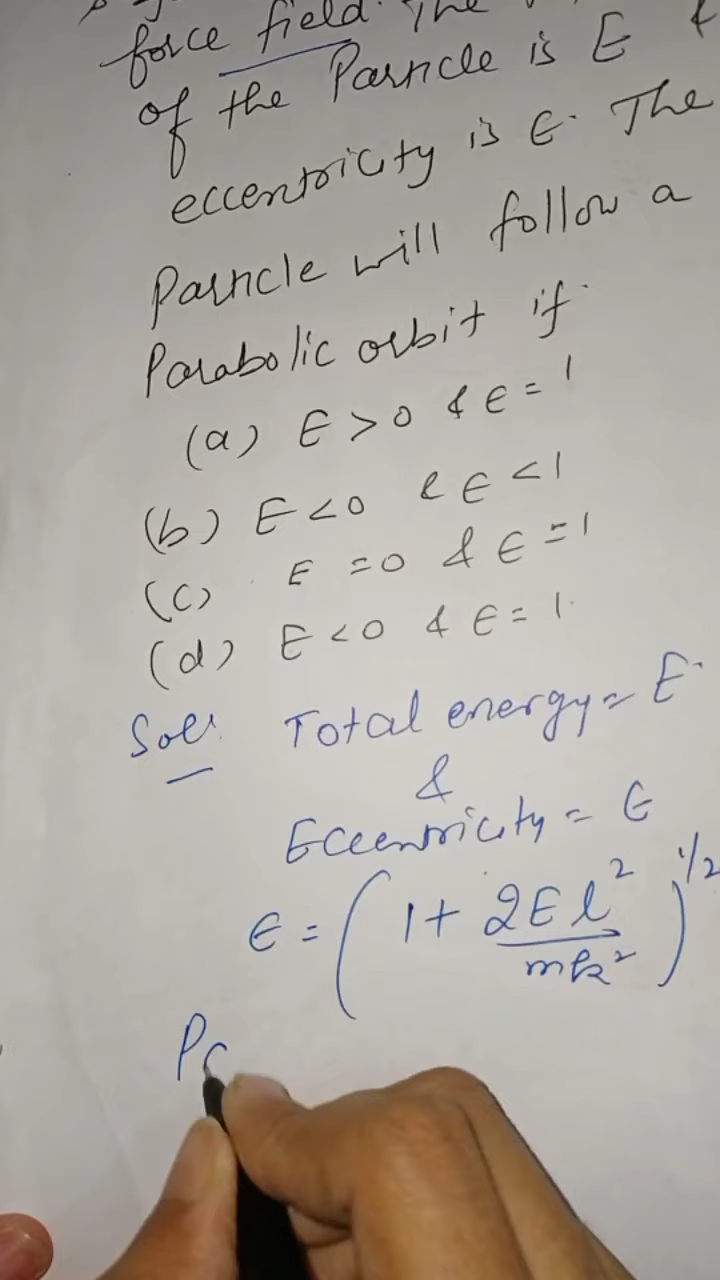 force field. The
of the Particle is E &
eccentricity is ϵ. The
Particle will follow a
Parabolic orbit if
(a) E > 0 & ϵ = 1
(b) E < 0 & ϵ < 1
(c) E = 0 & ϵ = 1
(d) E < 0 & ϵ = 1.
Sol: Total energy = E
&
Eccentricity = ϵ
ϵ = (1 + 2El²/mk²)^1/2
Pa